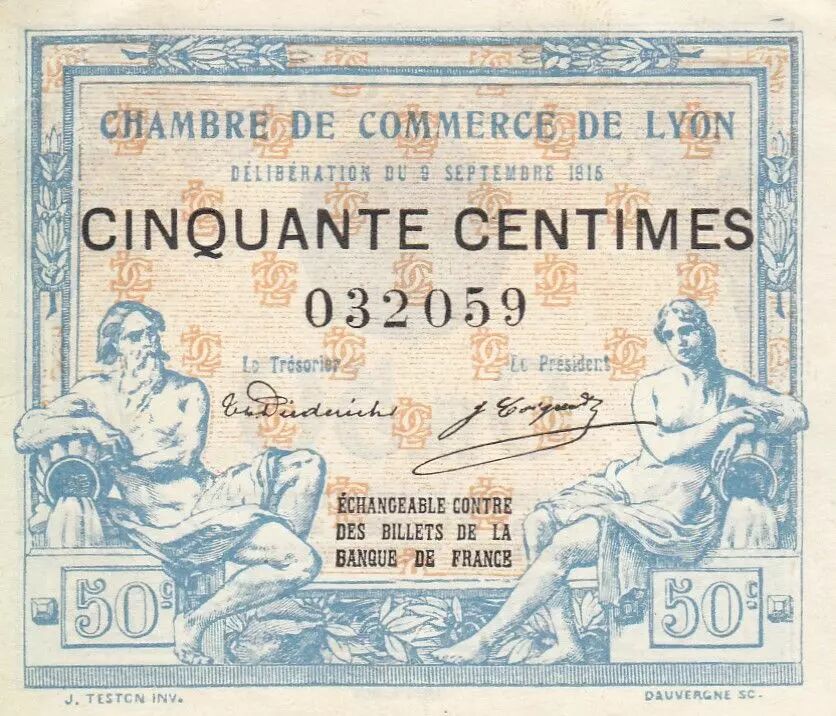 CHAMBRE DE COMMERCE DE LYON
DÉLIBÉRATION DU 9 SEPTEMBRE 1915
CINQUANTE CENTIMES
032059
Le Trésorier Le Président
ÉCHANGEABLE CONTRE
DES BILLETS DE LA
BANQUE DE FRANCE
50c. 50c.
J. TESTON INV. DAUVERGNE SC.